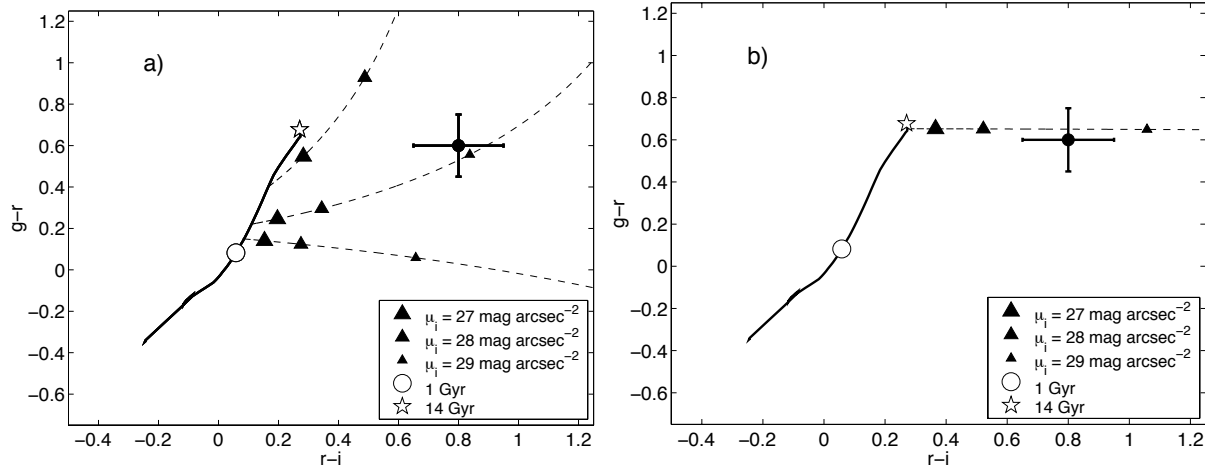 a)
1.2
1
0.8
0.6
0.4
0.2
0
−0.2
−0.4
−0.6
g−r
−0.4 −0.2 0 0.2 0.4 0.6 0.8 1 1.2
r−i
μi = 27 mag arcsec−2
μi = 28 mag arcsec−2
μi = 29 mag arcsec−2
1 Gyr
14 Gyr
b)
1.2
1
0.8
0.6
0.4
0.2
0
−0.2
−0.4
−0.6
g−r
−0.4 −0.2 0 0.2 0.4 0.6 0.8 1 1.2
r−i
μi = 27 mag arcsec−2
μi = 28 mag arcsec−2
μi = 29 mag arcsec−2
1 Gyr
14 Gyr